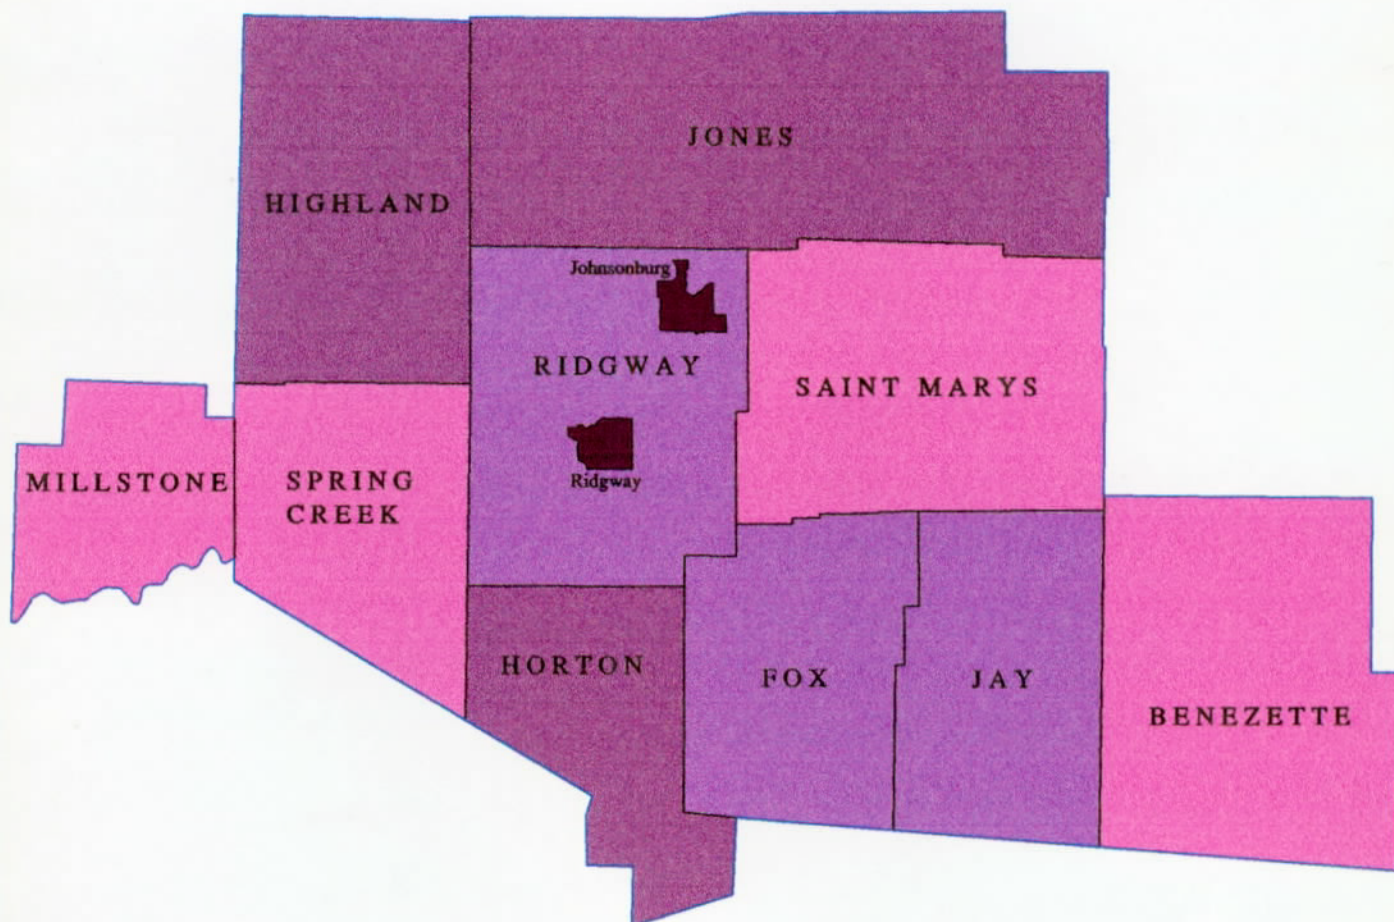 JONES
HIGHLAND
Johnsonburg
RIDGWAY
SAINT MARYS
MILLSTONE
SPRING
CREEK
Ridgway
HORTON
FOX
JAY
BENEZETTE